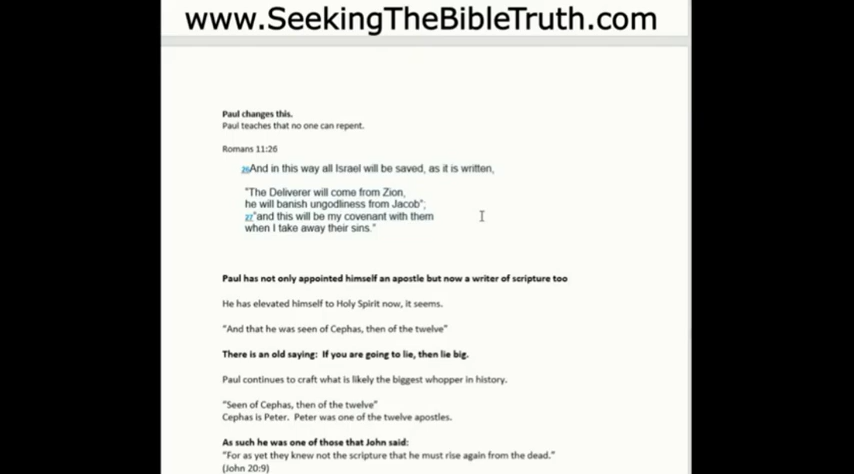 www.SeekingTheBibleTruth.com
Paul changes this.
Paul teaches that no one can repent.
Romans 11:26
26And in this way all Israel will be saved, as it is written,
"The Deliverer will come from Zion,
he will banish ungodliness from Jacob";
27"and this will be my covenant with them
when I take away their sins."
Paul has not only appointed himself an apostle but now a writer of scripture too
He has elevated himself to Holy Spirit now, it seems.
"And that he was seen of Cephas, then of the twelve"
There is an old saying: If you are going to lie, then lie big.
Paul continues to craft what is likely the biggest whopper in history.
"Seen of Cephas, then of the twelve"
Cephas is Peter. Peter was one of the twelve apostles.
As such he was one of those that John said:
"For as yet they knew not the scripture that he must rise again from the dead."
(John 20:9)